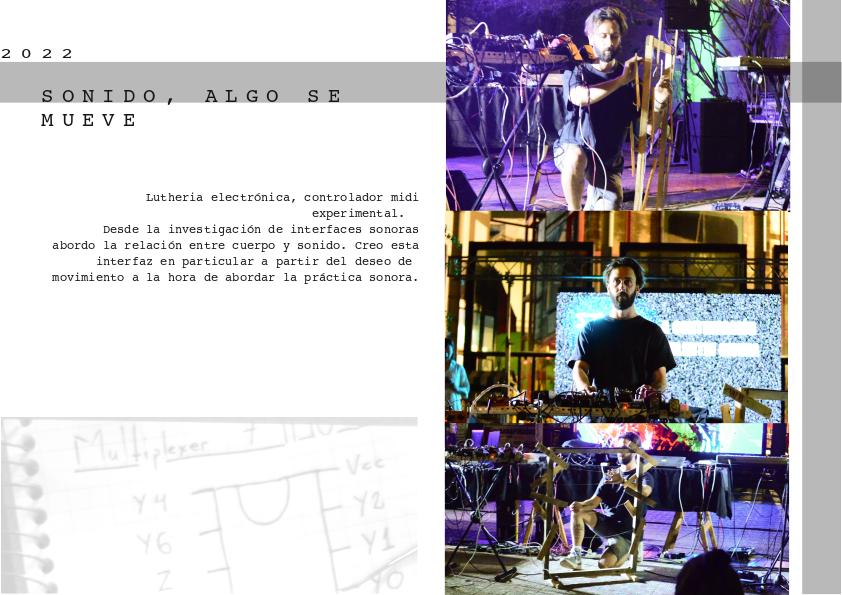 2022
SONIDO, ALGO SE
MUEVE
Lutheria electrónica, controlador midi
experimental.
Desde la investigación de interfaces sonoras
abordo la relación entre cuerpo y sonido. Creo esta
interfaz en particular a partir del deseo de
movimiento a la hora de abordar la práctica sonora.
Multiplexer
Vcc
Y4
Y2
Y6
Y1
Z
Y0